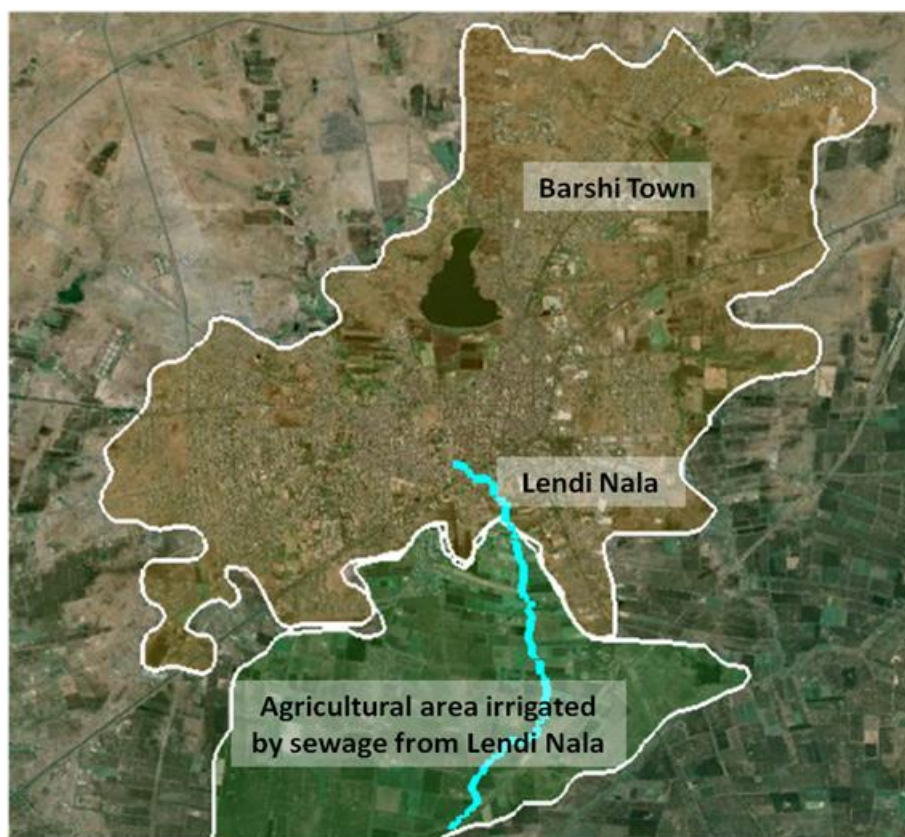 Barshi Town
Lendi Nala
Agricultural area irrigated
by sewage from Lendi Nala